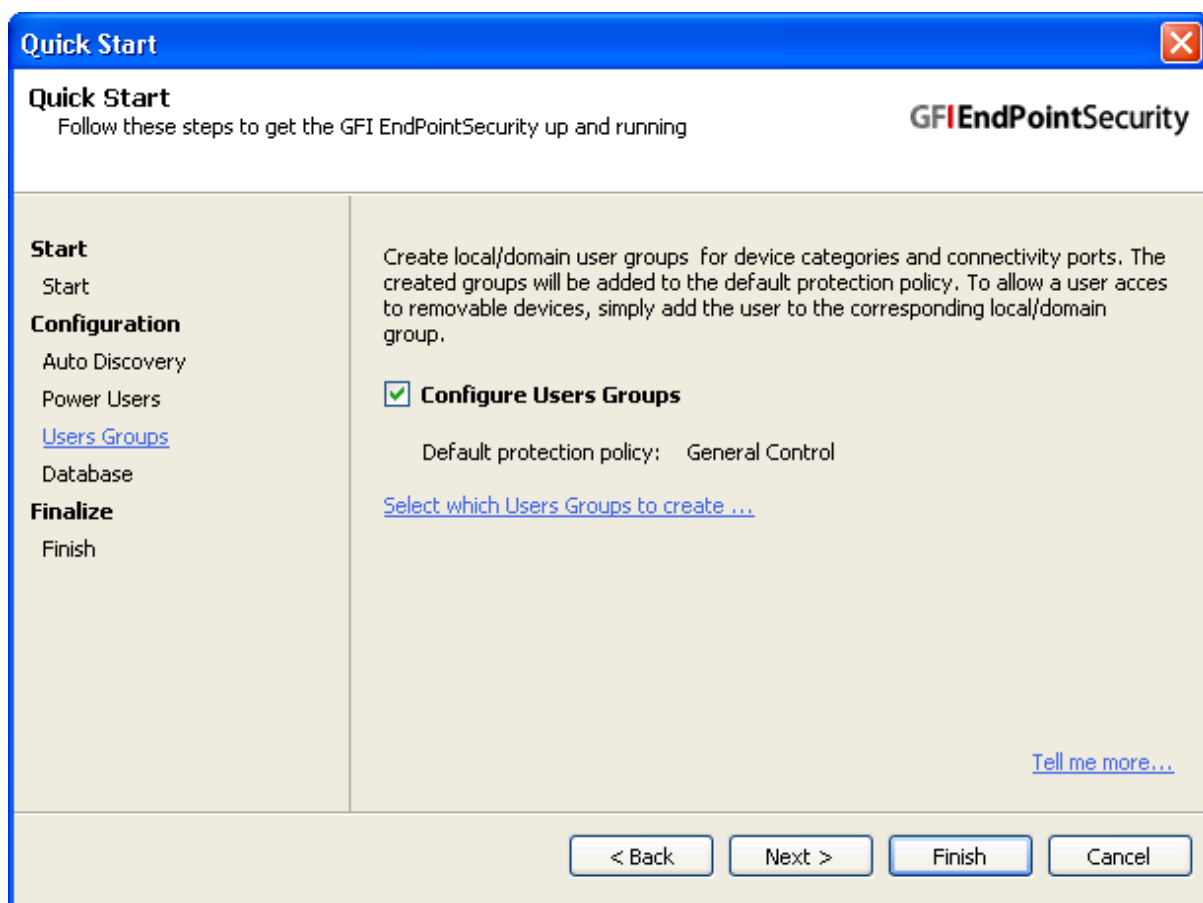 Quick Start
Quick Start
Follow these steps to get the GFI EndPointSecurity up and running
GFI EndPointSecurity
Start
Start
Configuration
Auto Discovery
Power Users
Users Groups
Database
Finalize
Finish
Create local/domain user groups for device categories and connectivity ports. The
created groups will be added to the default protection policy. To allow a user acces
to removable devices, simply add the user to the corresponding local/domain
group.
Configure Users Groups
Default protection policy: General Control
Select which Users Groups to create ...
Tell me more...
< Back
Next >
Finish
Cancel